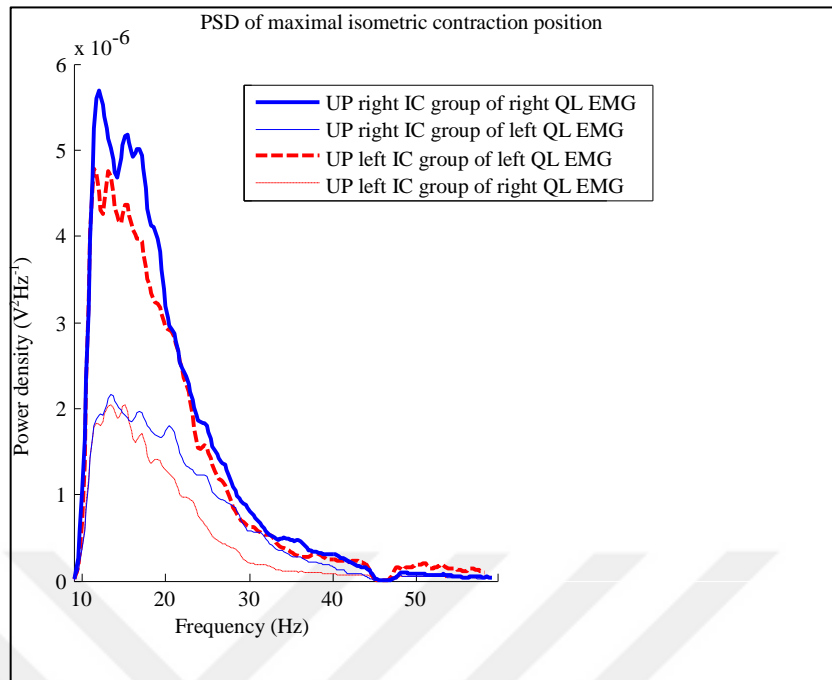 PSD of maximal isometric contraction position
x 10-6
6
5
4
3
2
1
0
Power density (V2Hz-1)
UP right IC group of right QL EMG
UP right IC group of left QL EMG
UP left IC group of left QL EMG
UP left IC group of right QL EMG
10 20 30 40 50
Frequency (Hz)